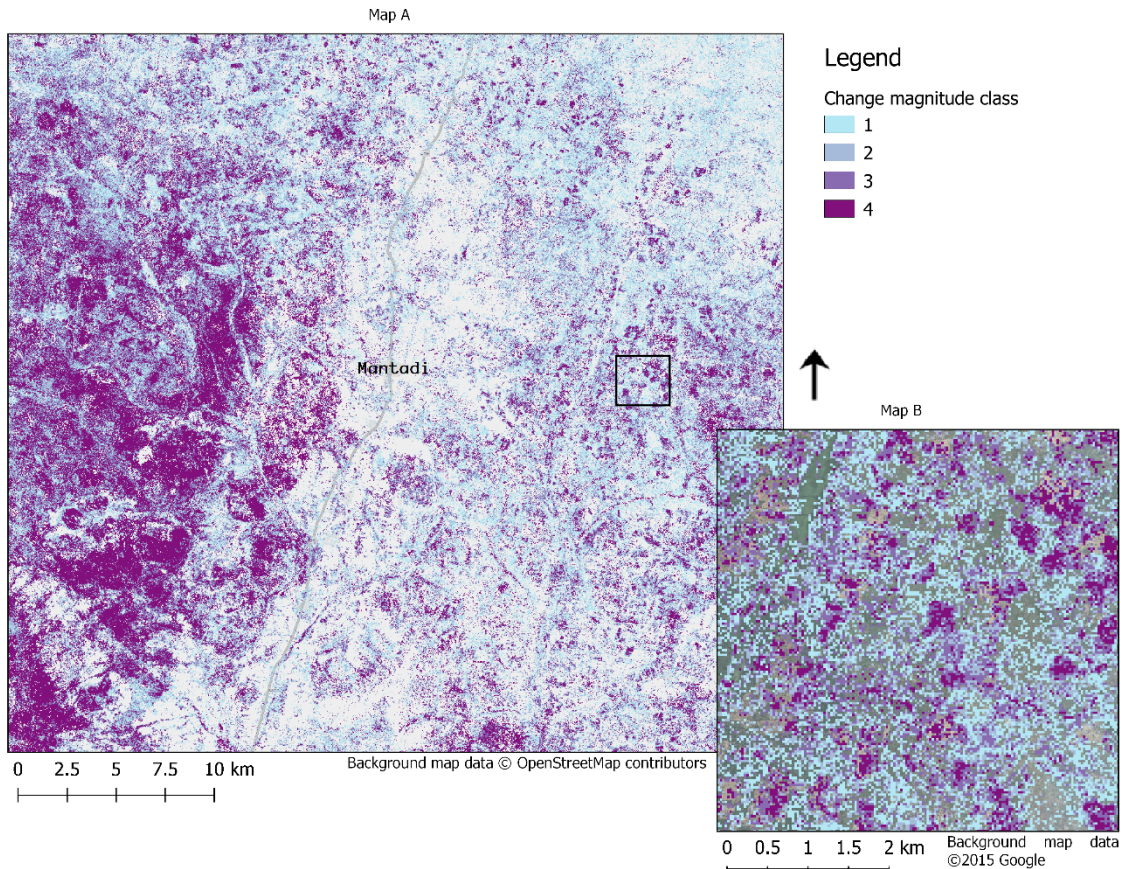 Map A
Legend
Change magnitude class
1
2
3
4
Mantadi
Map B
0 2.5 5 7.5 10 km
Background map data © OpenStreetMap contributors
0 0.5 1 1.5 2 km
Background map data
©2015 Google